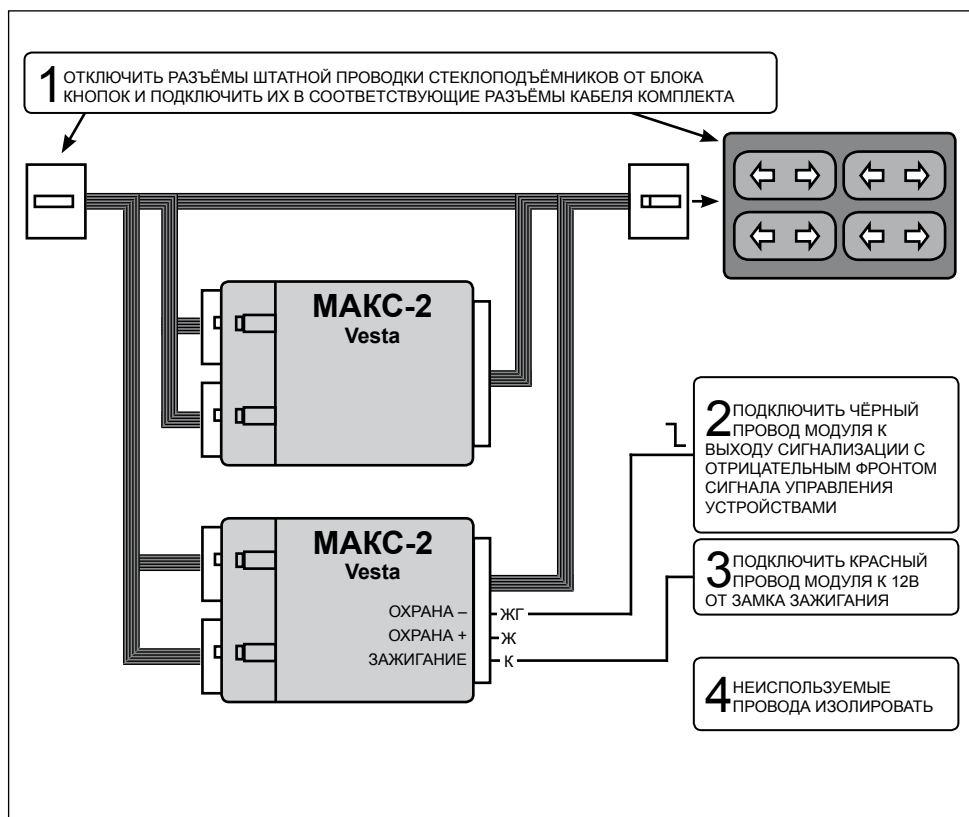 1 ОТКЛЮЧИТЬ РАЗЪЁМЫ ШТАТНОЙ ПРОВОДКИ СТЕКЛОПОДЪЁМНИКОВ ОТ БЛОКА
КНОПОК И ПОДКЛЮЧИТЬ ИХ В СООТВЕТСТВУЮЩИЕ РАЗЪЁМЫ КАБЕЛЯ КОМПЛЕКТА
МАКС-2
Vesta
2 ПОДКЛЮЧИТЬ ЧЁРНЫЙ
ПРОВОД МОДУЛЯ К
ВЫХОДУ СИГНАЛИЗАЦИИ С
ОТРИЦАТЕЛЬНЫМ ФРОНТОМ
СИГНАЛА УПРАВЛЕНИЯ
УСТРОЙСТВАМИ
МАКС-2
Vesta
ОХРАНА – ЖГ
ОХРАНА + Ж
ЗАЖИГАНИЕ К
3 ПОДКЛЮЧИТЬ КРАСНЫЙ
ПРОВОД МОДУЛЯ К 12В
ОТ ЗАМКА ЗАЖИГАНИЯ
4 НЕИСПОЛЬЗУЕМЫЕ
ПРОВОДА ИЗОЛИРОВАТЬ